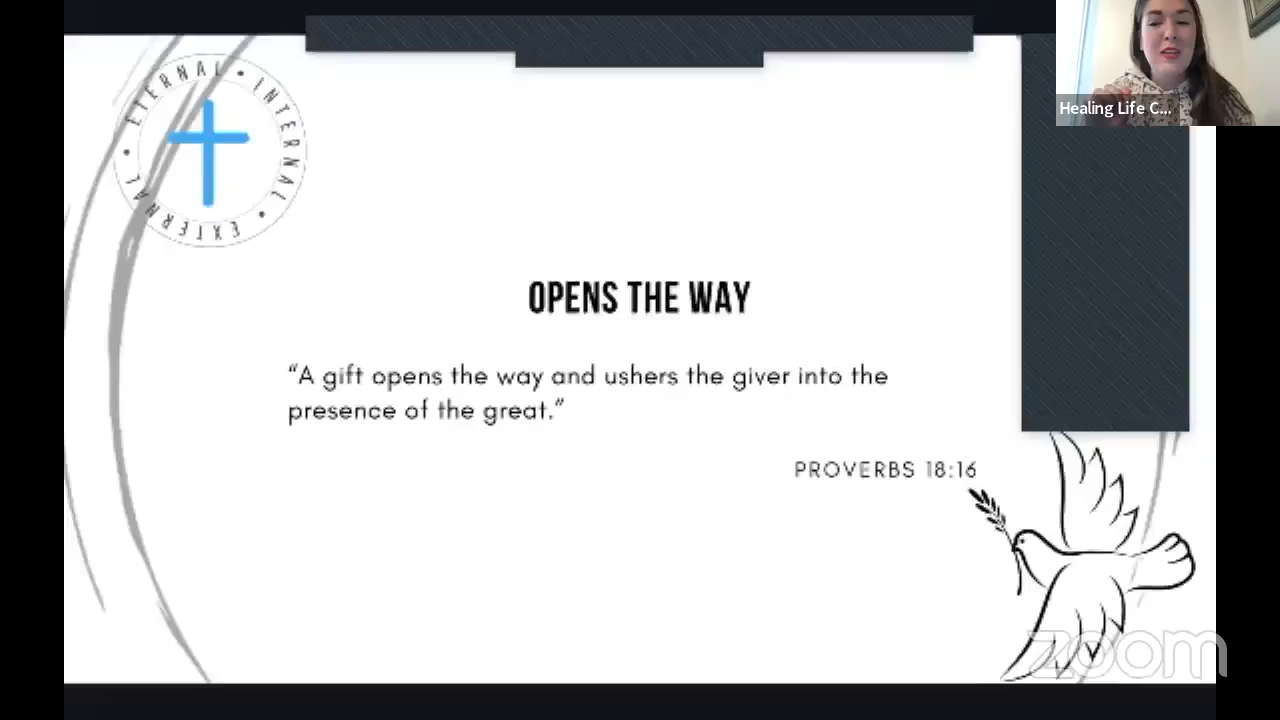 ETERNAL • INTERNAL • EXTERNAL •
Healing Life C...
OPENS THE WAY
“A gift opens the way and ushers the giver into the
presence of the great.”
PROVERBS 18:16
zoom